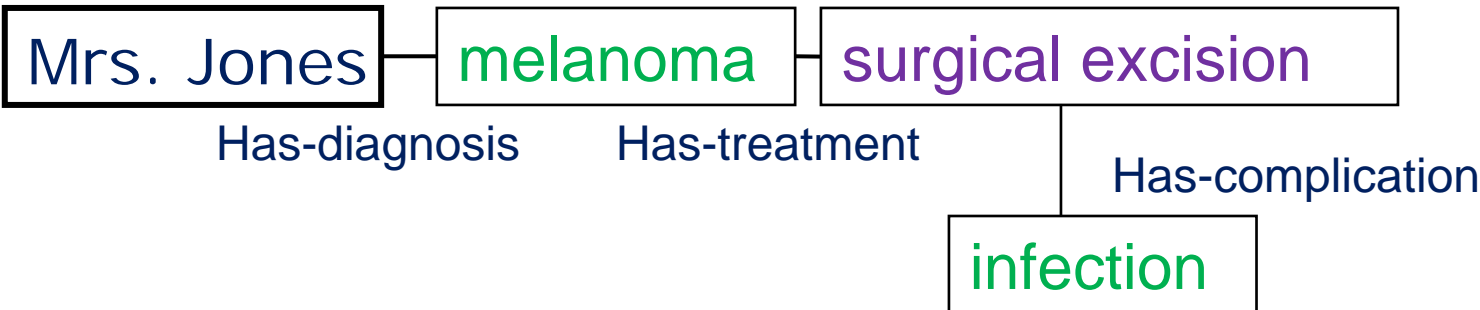 Mrs. Jones melanoma surgical excision
Has-diagnosis Has-treatment
Has-complication
infection